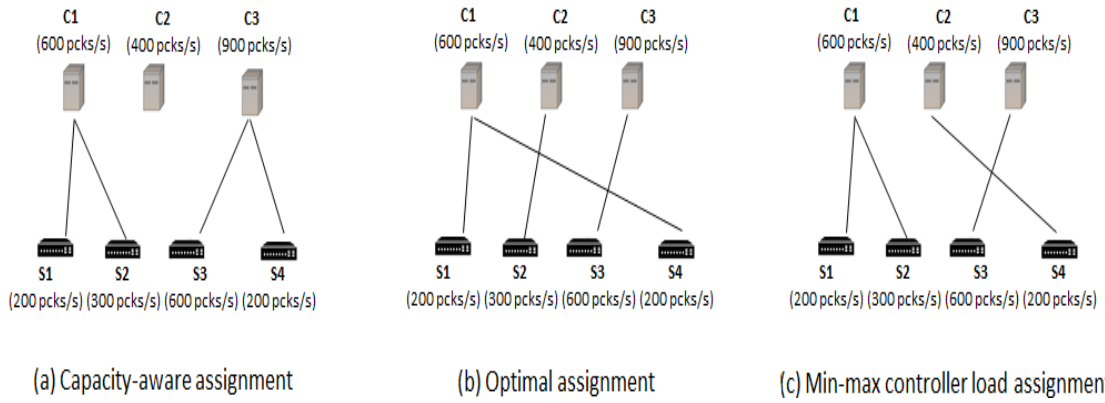 C1 C2 C3 C1 C2 C3 C1 C2 C3
(600 pcks/s) (400 pcks/s) (900 pcks/s) (600 pcks/s) (400 pcks/s) (900 pcks/s) (600 pcks/s) (400 pcks/s) (900 pcks/s)
S1 S2 S3 S4 S1 S2 S3 S4 S1 S2 S3 S4
(200 pcks/s) (300 pcks/s) (600 pcks/s) (200 pcks/s) (200 pcks/s) (300 pcks/s) (600 pcks/s) (200 pcks/s) (200 pcks/s) (300 pcks/s) (600 pcks/s) (200 pcks/s)
(a) Capacity-aware assignment (b) Optimal assignment (c) Min-max controller load assignmen